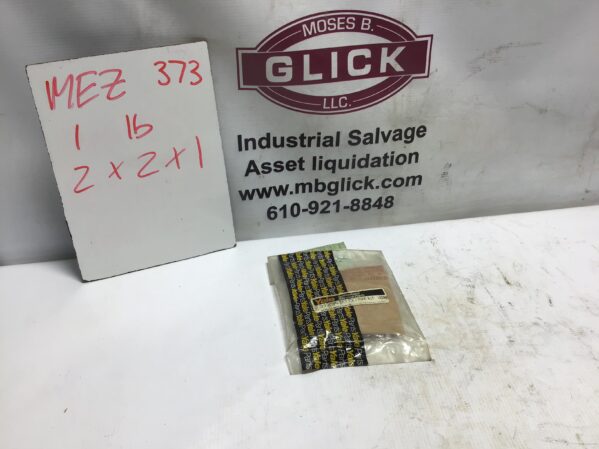 MEZ 373
1 lb
2 x 2 x 1
MOSES B.
GLICK
LLC.
Industrial Salvage
Asset liquidation
www.mbglick.com
610-921-8848
Yale